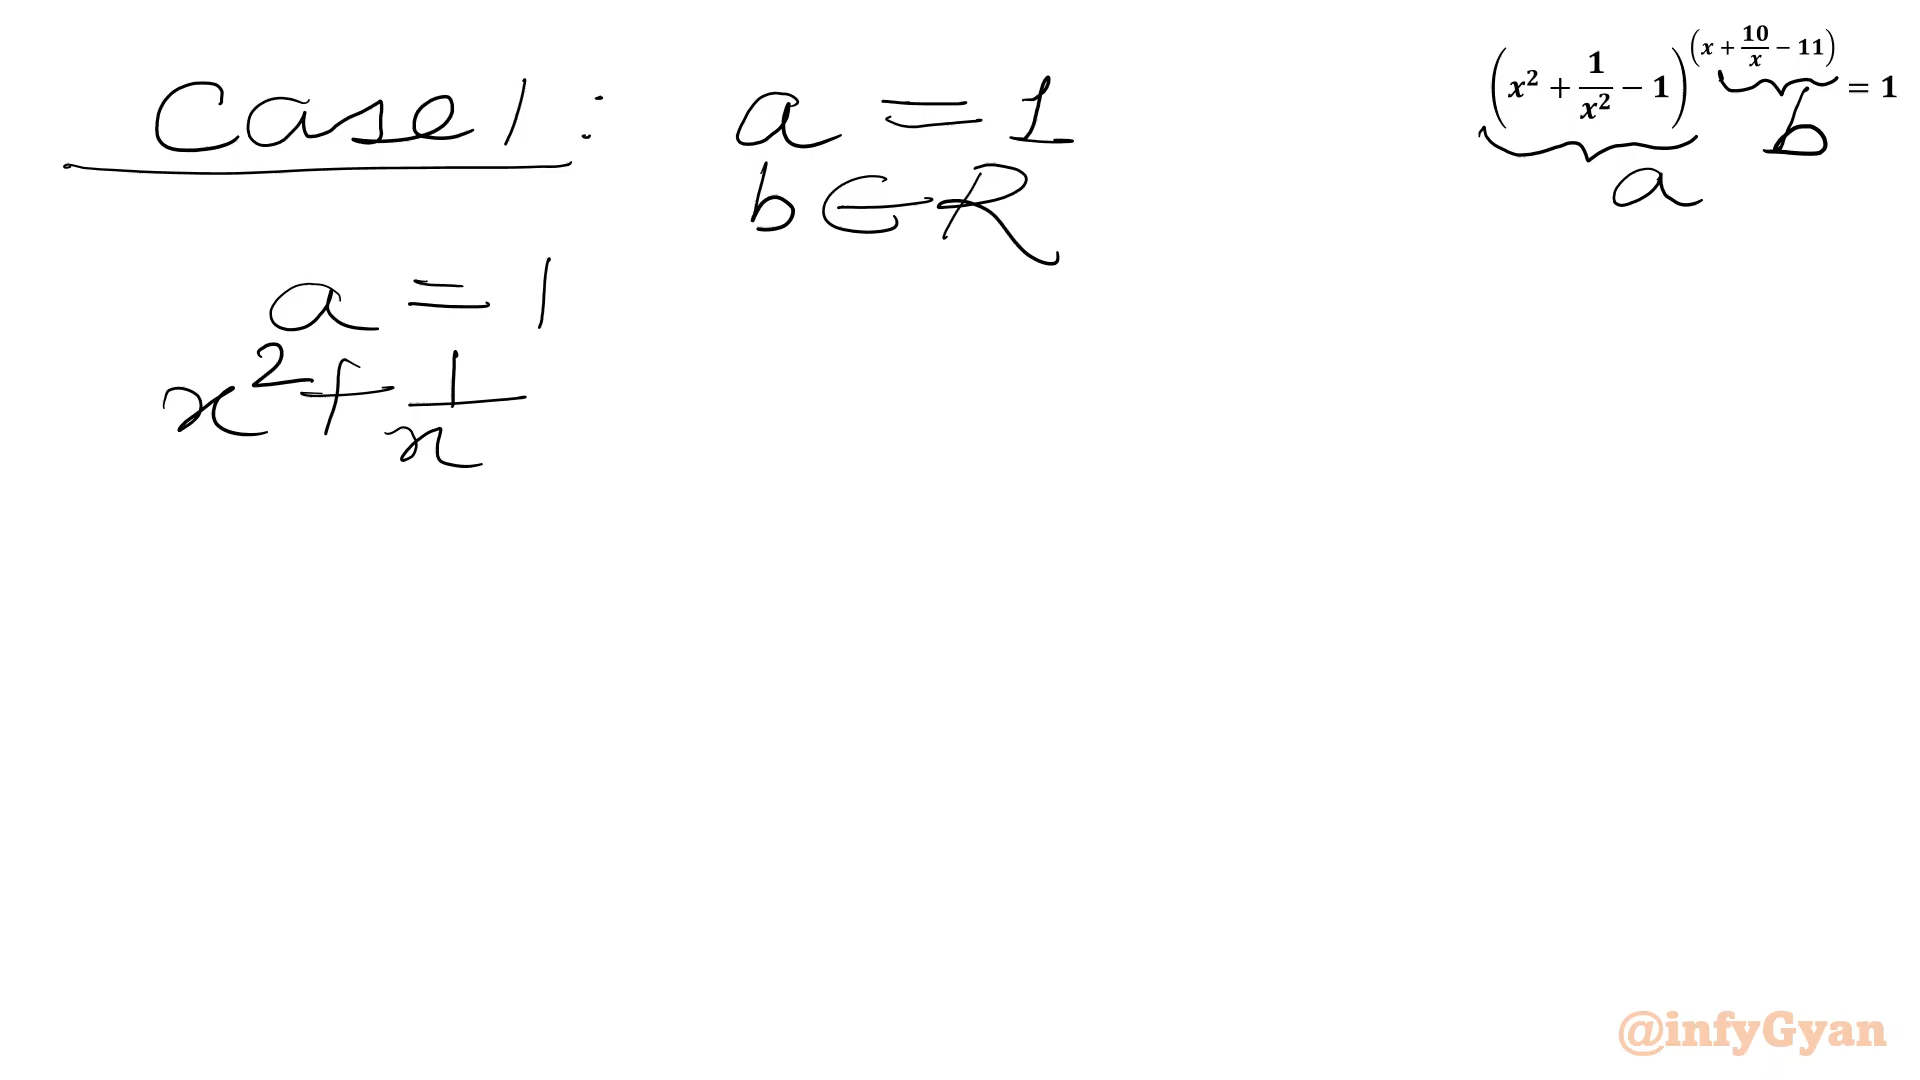 Case 1 : a = 1
b ∈ R
a = 1
x² + 1/x
(x² + 1/x² − 1)^(x + 10/x − 11) = 1
a b
@infyGyan